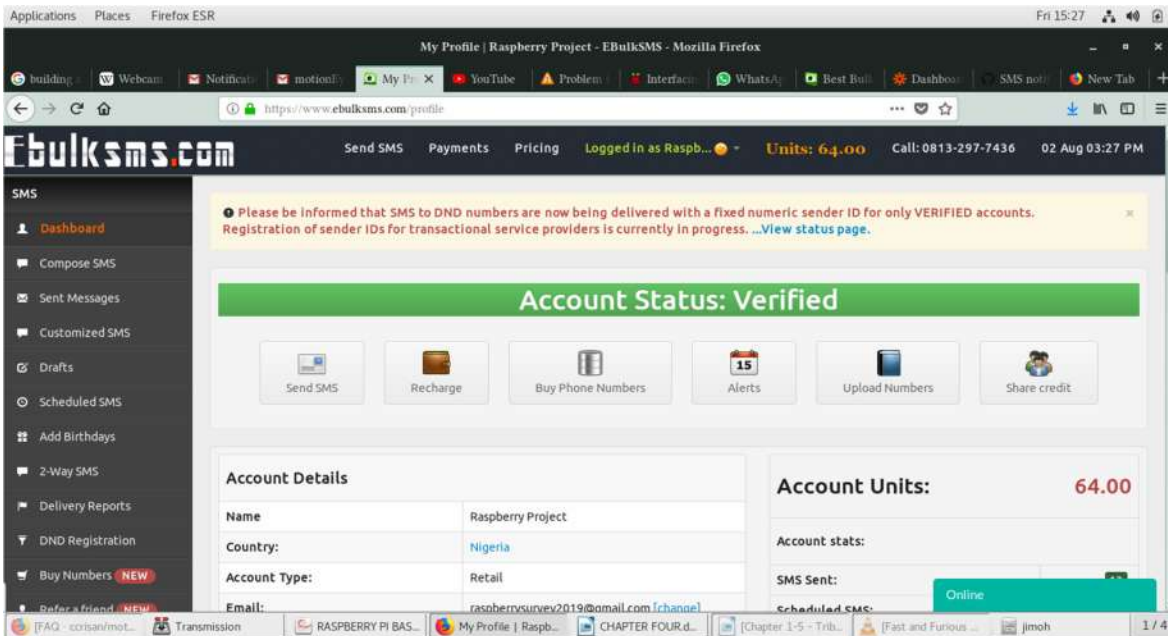 Applications Places Firefox ESR Fri 15:27
My Profile | Raspberry Project - EBulkSMS - Mozilla Firefox
building Webcam Notificati motionE My Pr YouTube Problem Interfacin WhatsA Best Bull Dashboa SMS noti New Tab
https://www.ebulksms.com/profile
Ebulksms.com Send SMS Payments Pricing Logged in as Raspb... Units: 64.00 Call: 0813-297-7436 02 Aug 03:27 PM
SMS
Please be informed that SMS to DND numbers are now being delivered with a fixed numeric sender ID for only VERIFIED accounts.
Registration of sender IDs for transactional service providers is currently in progress. ...View status page.
Dashboard
Compose SMS
Sent Messages
Customized SMS
Drafts
Scheduled SMS
Add Birthdays
2-Way SMS
Delivery Reports
DND Registration
Buy Numbers NEW
Refer a friend NEW
Account Status: Verified
Send SMS Recharge Buy Phone Numbers 15 Alerts Upload Numbers Share credit
Account Details
Name Raspberry Project
Country: Nigeria
Account Type: Retail
Email: raspberrysurvey2019@gmail.com [change]
Account Units: 64.00
Account stats:
SMS Sent:
Scheduled SMS:
Online
[FAQ · ccrisan/mot... Transmission RASPBERRY PI BAS... My Profile | Raspb... CHAPTER FOUR.d... [Chapter 1-5 - Trib... [Fast and Furious ... jimoh 1 / 4